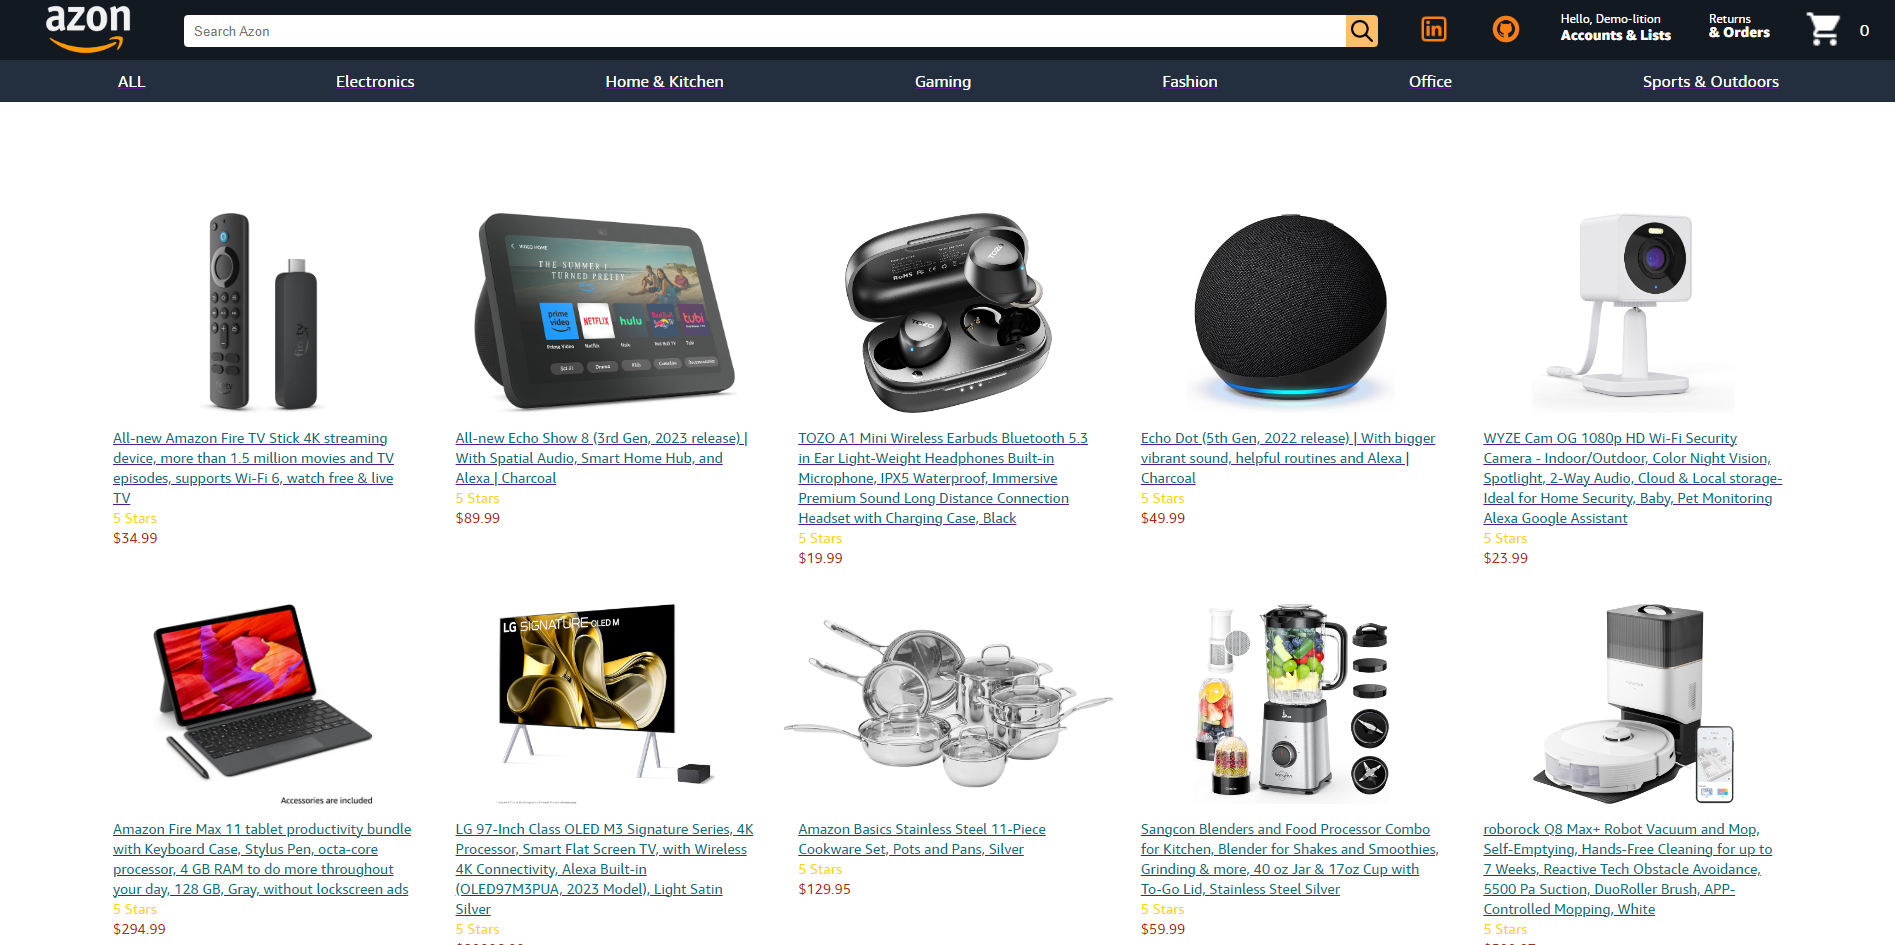 azon
Search Azon
Hello, Demo-lition
Accounts & Lists
Returns
& Orders
0
ALL
Electronics
Home & Kitchen
Gaming
Fashion
Office
Sports & Outdoors
THE SUMMER I
TURNED PRETTY
prime video
NETFLIX
hulu
tubi
TOZO
TOZO
All-new Amazon Fire TV Stick 4K streaming
device, more than 1.5 million movies and TV
episodes, supports Wi-Fi 6, watch free & live
TV
5 Stars
$34.99
All-new Echo Show 8 (3rd Gen, 2023 release) |
With Spatial Audio, Smart Home Hub, and
Alexa | Charcoal
5 Stars
$89.99
TOZO A1 Mini Wireless Earbuds Bluetooth 5.3
in Ear Light-Weight Headphones Built-in
Microphone, IPX5 Waterproof, Immersive
Premium Sound Long Distance Connection
Headset with Charging Case, Black
5 Stars
$19.99
Echo Dot (5th Gen, 2022 release) | With bigger
vibrant sound, helpful routines and Alexa |
Charcoal
5 Stars
$49.99
WYZE Cam OG 1080p HD Wi-Fi Security
Camera - Indoor/Outdoor, Color Night Vision,
Spotlight, 2-Way Audio, Cloud & Local storage-
Ideal for Home Security, Baby, Pet Monitoring
Alexa Google Assistant
5 Stars
$23.99
Accessories are included
LG SIGNATURE OLED M
Amazon Fire Max 11 tablet productivity bundle
with Keyboard Case, Stylus Pen, octa-core
processor, 4 GB RAM to do more throughout
your day, 128 GB, Gray, without lockscreen ads
5 Stars
$294.99
LG 97-Inch Class OLED M3 Signature Series, 4K
Processor, Smart Flat Screen TV, with Wireless
4K Connectivity, Alexa Built-in
(OLED97M3PUA, 2023 Model), Light Satin
Silver
5 Stars
Amazon Basics Stainless Steel 11-Piece
Cookware Set, Pots and Pans, Silver
5 Stars
$129.95
Sangcon Blenders and Food Processor Combo
for Kitchen, Blender for Shakes and Smoothies,
Grinding & more, 40 oz Jar & 17oz Cup with
To-Go Lid, Stainless Steel Silver
5 Stars
$59.99
roborock Q8 Max+ Robot Vacuum and Mop,
Self-Emptying, Hands-Free Cleaning for up to
7 Weeks, Reactive Tech Obstacle Avoidance,
5500 Pa Suction, DuoRoller Brush, APP-
Controlled Mopping, White
5 Stars